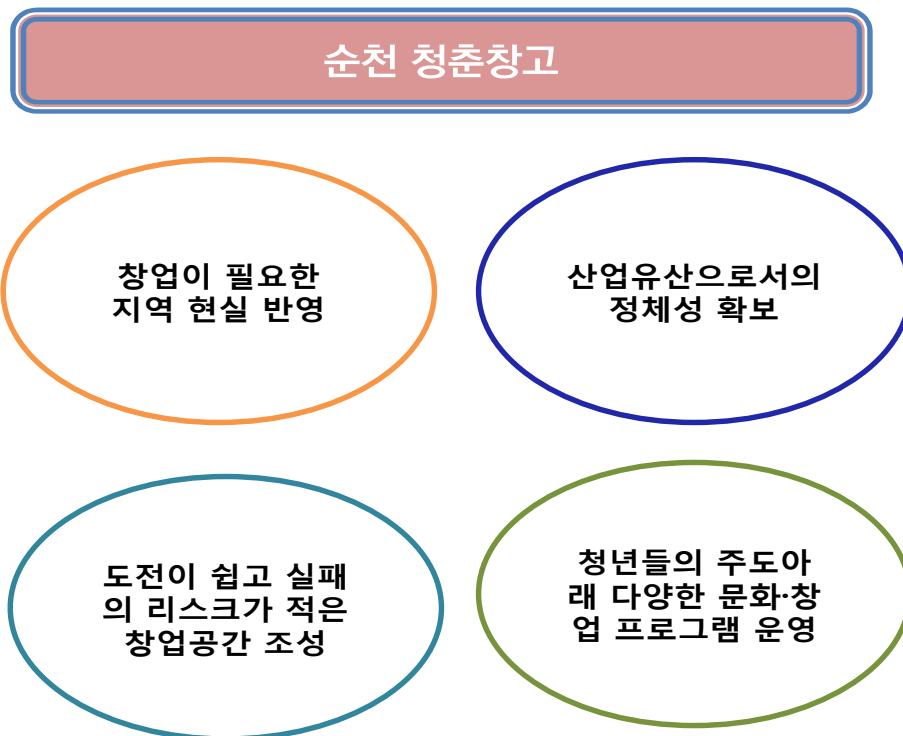 순천 청춘창고
창업이 필요한
지역 현실 반영
산업유산으로서의
정체성 확보
도전이 쉽고 실패
의 리스크가 적은
창업공간 조성
청년들의 주도아
래 다양한 문화·창
업 프로그램 운영